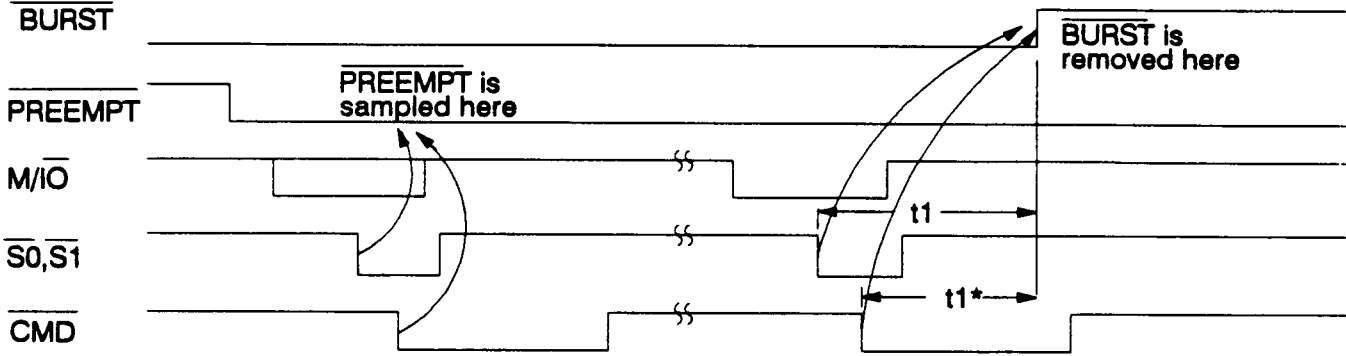 BURST
BURST is
removed here
PREEMPT is
sampled here
PREEMPT
M/IO
t1
S0,S1
t1*
CMD